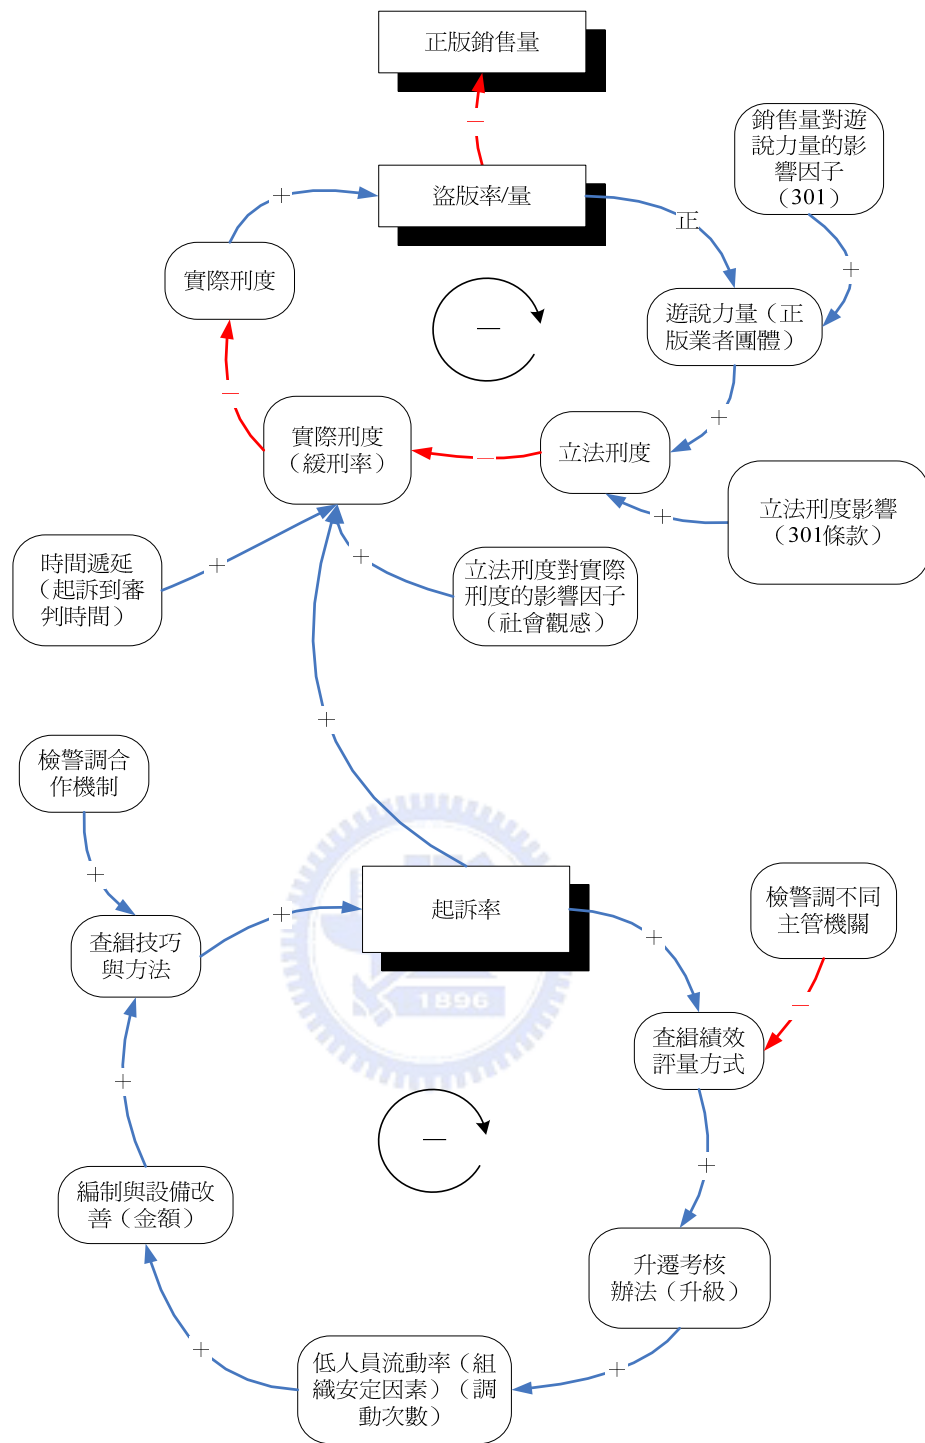 正版銷售量
—
銷售量對遊
說力量的影
響因子
（301）
盜版率/量
+
正
實際刑度
+
遊說力量（正
版業者團體）
—
—
+
實際刑度
（緩刑率）
—
立法刑度
+
立法刑度影響
（301條款）
時間遞延
（起訴到審
判時間）
+
+
立法刑度對實際
刑度的影響因子
（社會觀感）
+
檢警調合
作機制
+
起訴率
檢警調不同
主管機關
+
+
查緝技巧
與方法
1896
—
查緝績效
評量方式
+
—
+
編制與設備改
善（金額）
升遷考核
辦法（升級）
+
+
低人員流動率（組
織安定因素）（調
動次數）